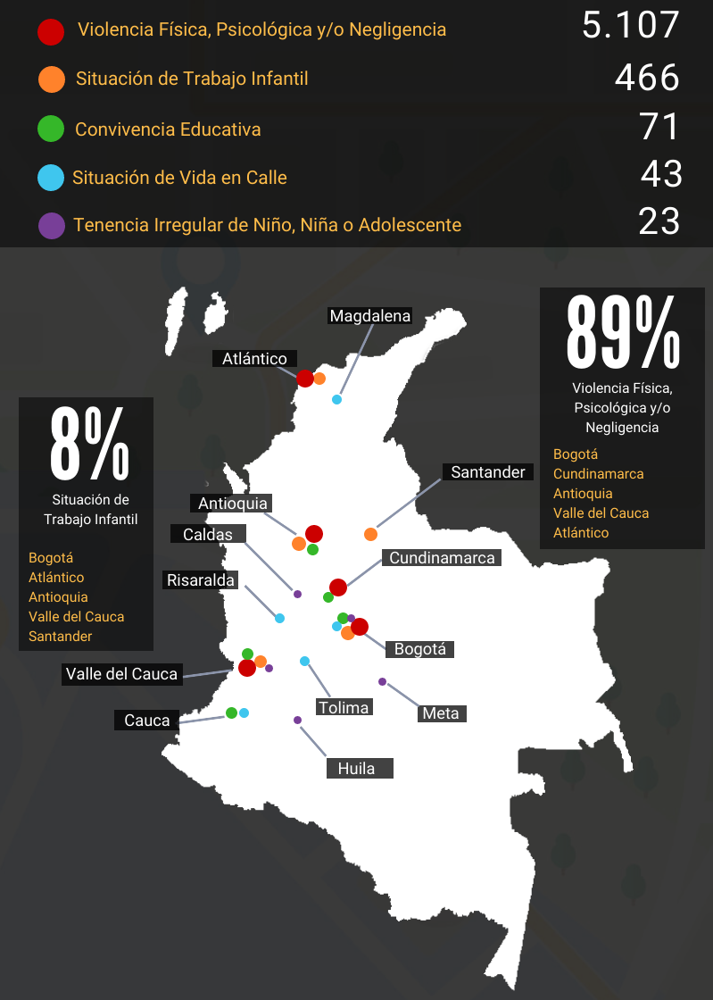 Violencia Física, Psicológica y/o Negligencia 5.107
Situación de Trabajo Infantil 466
Convivencia Educativa 71
Situación de Vida en Calle 43
Tenencia Irregular de Niño, Niña o Adolescente 23
Magdalena
Atlántico
89%
Violencia Física,
Psicológica y/o
Negligencia
Bogotá
Cundinamarca
Antioquia
Valle del Cauca
Atlántico
8%
Situación de
Trabajo Infantil
Bogotá
Atlántico
Antioquia
Valle del Cauca
Santander
Santander
Antioquia
Caldas
Cundinamarca
Risaralda
Bogotá
Valle del Cauca
Tolima
Meta
Cauca
Huila